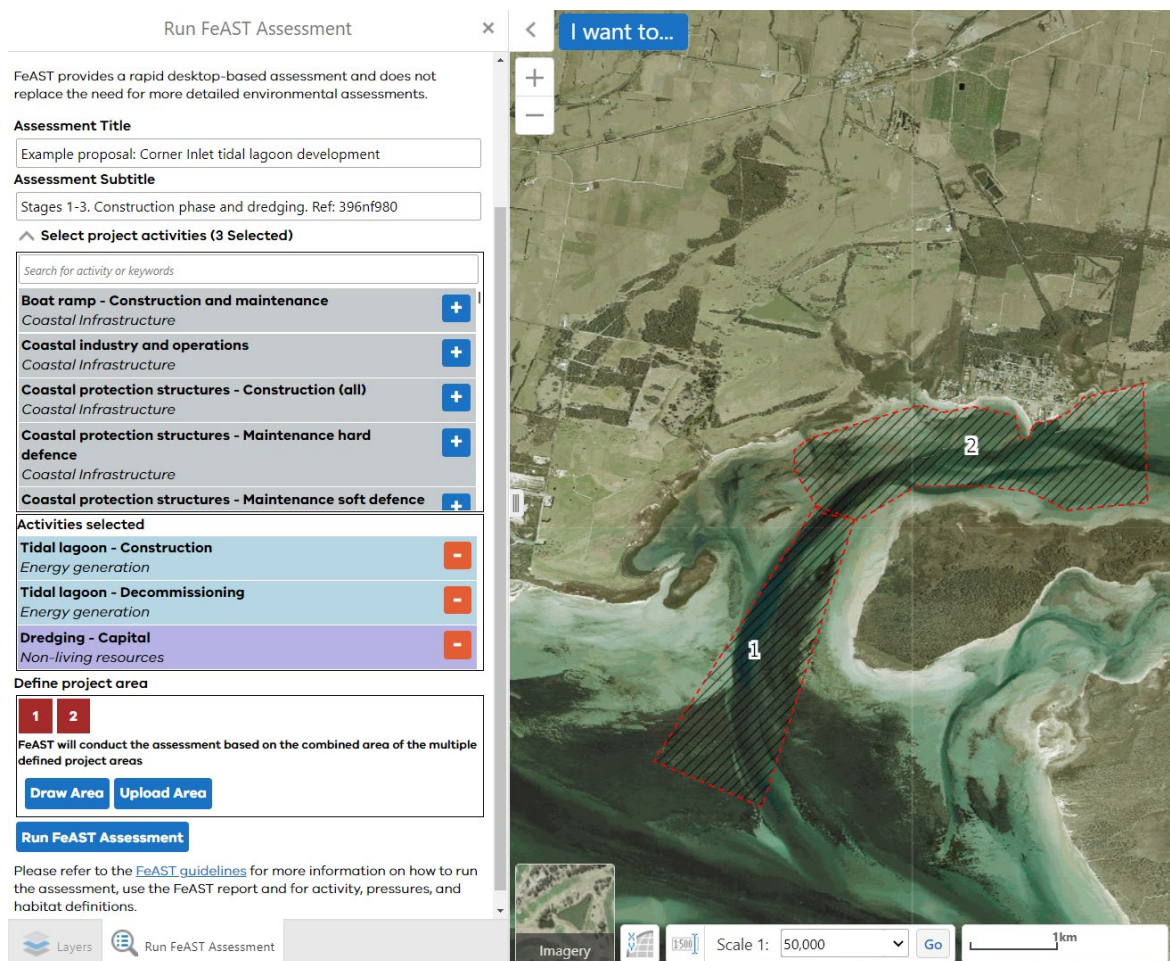 Run FeAST Assessment
×
FeAST provides a rapid desktop-based assessment and does not
replace the need for more detailed environmental assessments.
Assessment Title
Example proposal: Corner Inlet tidal lagoon development
Assessment Subtitle
Stages 1-3. Construction phase and dredging. Ref: 396nf980
Select project activities (3 Selected)
Search for activity or keywords
Boat ramp - Construction and maintenance
Coastal Infrastructure
+
Coastal industry and operations
Coastal Infrastructure
+
Coastal protection structures - Construction (all)
Coastal Infrastructure
+
Coastal protection structures - Maintenance hard
defence
Coastal Infrastructure
+
Coastal protection structures - Maintenance soft defence
+
Activities selected
Tidal lagoon - Construction
Energy generation
-
Tidal lagoon - Decommissioning
Energy generation
-
Dredging - Capital
Non-living resources
-
Define project area
1 2
FeAST will conduct the assessment based on the combined area of the multiple
defined project areas
Draw Area Upload Area
Run FeAST Assessment
Please refer to the FeAST guidelines for more information on how to run
the assessment, use the FeAST report and for activity, pressures, and
habitat definitions.
Layers
Run FeAST Assessment
I want to...
+
−
2
1
Imagery
X Y
1:500
Scale 1: 50,000 Go
1km